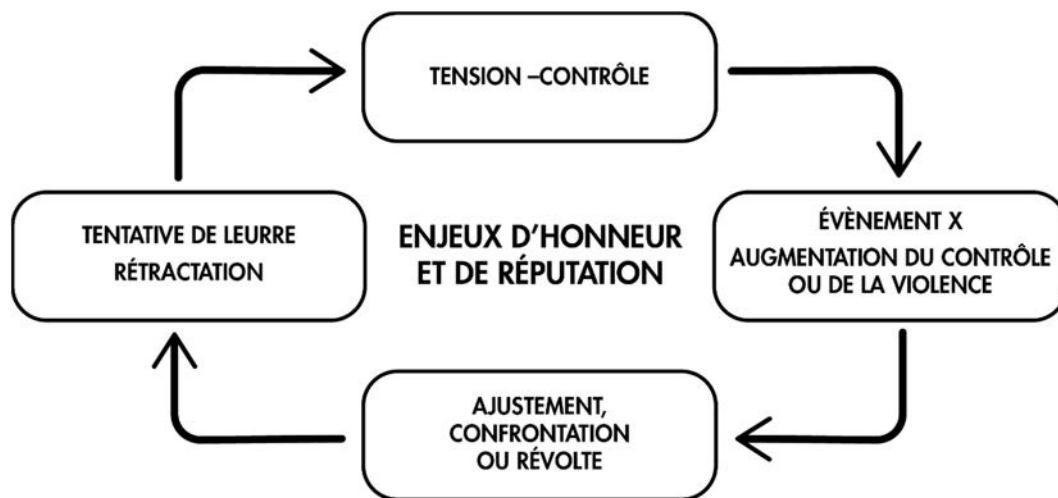 TENSION –CONTRÔLE
ÉVÈNEMENT X
AUGMENTATION DU CONTRÔLE
OU DE LA VIOLENCE
AJUSTEMENT,
CONFRONTATION
OU RÉVOLTE
TENTATIVE DE LEURRE
RÉTRACTATION
ENJEUX D’HONNEUR
ET DE RÉPUTATION